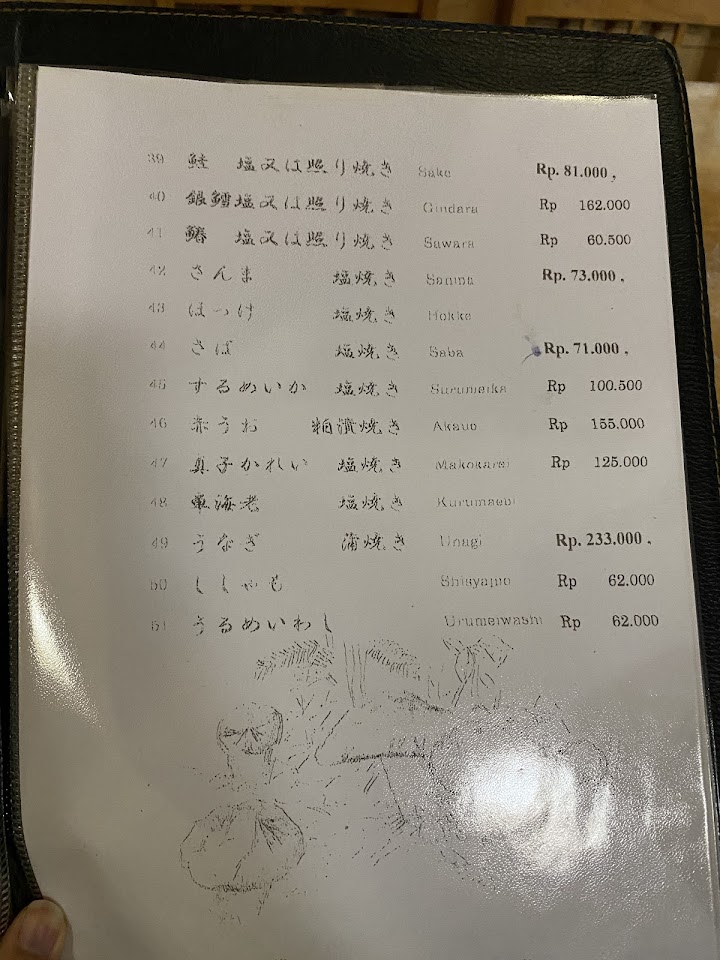 39 鮭 塩又は照り焼き Sake Rp. 81.000 ,
40 銀鱈塩又は照り焼き Gindara Rp 162.000
41 鰆 塩又は照り焼き Sawara Rp 60.500
42 さんま 塩焼き Sanma Rp. 73.000 ,
43 ほっけ 塩焼き Hokke
44 さば 塩焼き Saba Rp. 71.000 ,
45 するめいか 塩焼き Surumeika Rp 100.500
46 赤うお 粕漬焼き Akauo Rp 155.000
47 真子かれい 塩焼き Makokarei Rp 125.000
48 車海老 塩焼き Kurumaebi
49 うなぎ 蒲焼き Unagi Rp. 233.000 ,
50 ししゃも Shisyamo Rp 62.000
51 うるめいわし Urumeiwashi Rp 62.000